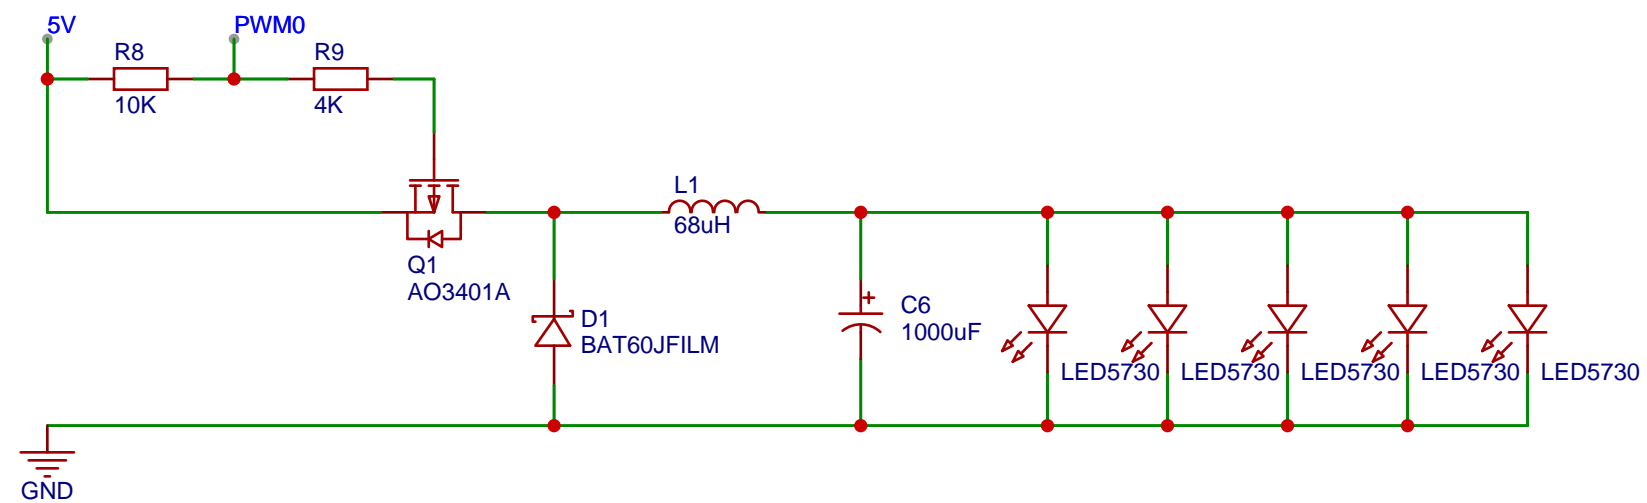 5V
PWM0
R8
10K
R9
4K
Q1
AO3401A
L1
68uH
D1
BAT60JFILM
C6
1000uF
LED5730
LED5730
LED5730
LED5730
LED5730
GND